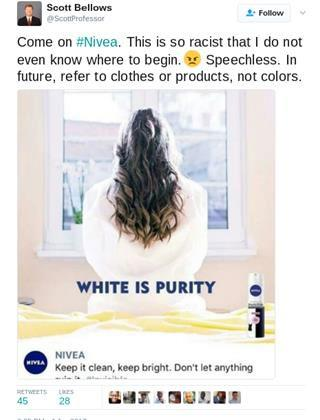 Scott Bellows
@ScottProfessor
Follow
Come on #Nivea. This is so racist that I do not
even know where to begin. Speechless. In
future, refer to clothes or products, not colors.
WHITE IS PURITY
NIVEA
NIVEA
NIVEA
Keep it clean, keep bright. Don't let anything
RETWEETS
LIKES
45
28